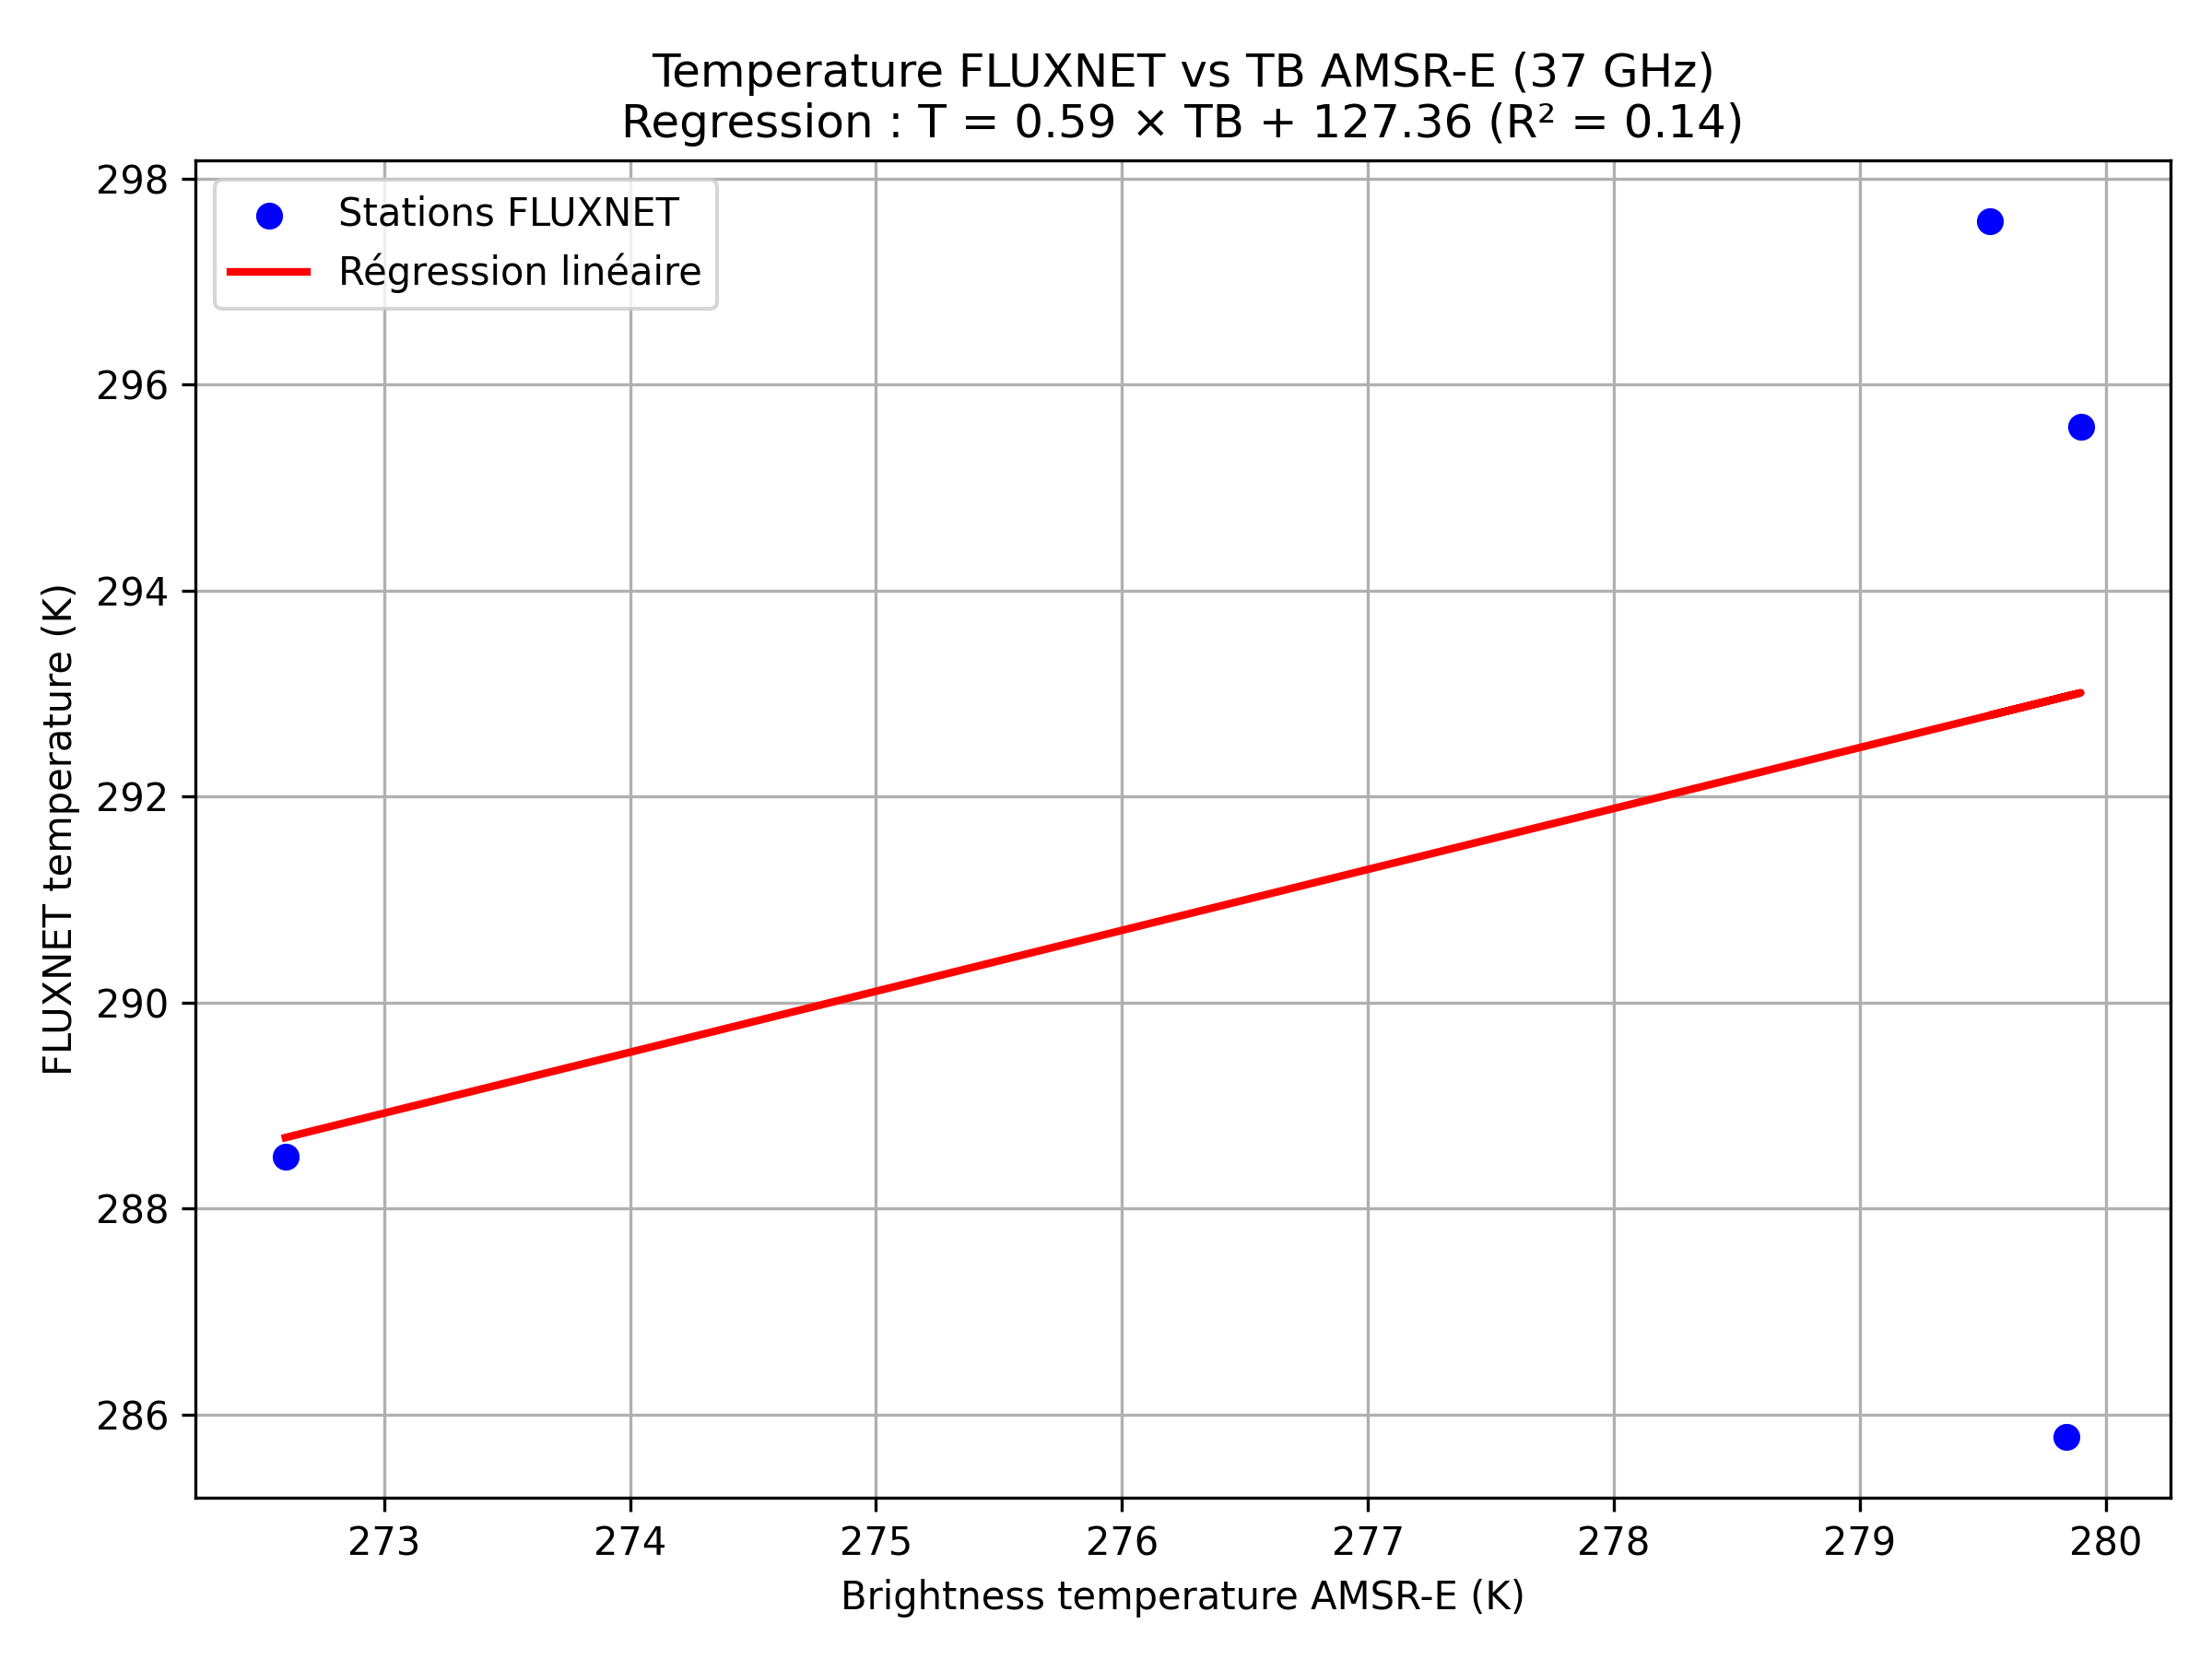 Temperature FLUXNET vs TB AMSR-E (37 GHz)
Regression : T = 0.59 × TB + 127.36 (R² = 0.14)
Stations FLUXNET
Régression linéaire
298
296
294
292
290
288
286
FLUXNET temperature (K)
273 274 275 276 277 278 279 280
Brightness temperature AMSR-E (K)